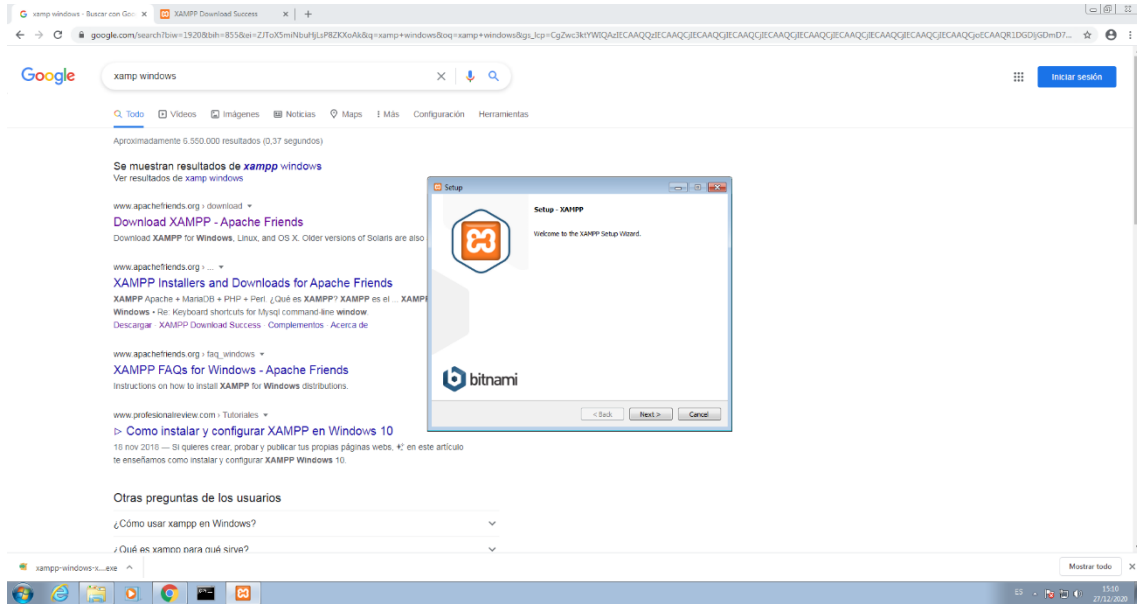 xamp windows - Buscar con Goo
XAMPP Download Success
google.com/search?biw=1920&bih=855&ei=ZJToX5miNbuHjLsP8ZKXoAk&q=xamp+windows&oq=xamp+windows&gs_lcp=
Google
xamp windows
Iniciar sesión
Todo Vídeos Imágenes Noticias Maps Más Configuración Herramientas
Aproximadamente 6.550.000 resultados (0,37 segundos)
Se muestran resultados de xampp windows
Ver resultados de xamp windows
www.apachefriends.org › download
Download XAMPP - Apache Friends
Download XAMPP for Windows, Linux, and OS X. Older versions of Solaris are also
www.apachefriends.org › ...
XAMPP Installers and Downloads for Apache Friends
XAMPP Apache + MariaDB + PHP + Perl. ¿Qué es XAMPP? XAMPP es el ... XAMPP
Windows • Re: Keyboard shortcuts for Mysql command-line window.
Descargar · XAMPP Download Success · Complementos · Acerca de
www.apachefriends.org › faq_windows
XAMPP FAQs for Windows - Apache Friends
Instructions on how to install XAMPP for Windows distributions.
www.profesionalreview.com › Tutoriales
▷ Como instalar y configurar XAMPP en Windows 10
16 nov 2016 — Si quieres crear, probar y publicar tus propias páginas webs, en este artículo
te enseñamos como instalar y configurar XAMPP Windows 10.
Otras preguntas de los usuarios
¿Cómo usar xampp en Windows?
¿Qué es xampp para qué sirve?
Setup
Setup - XAMPP
Welcome to the XAMPP Setup Wizard.
bitnami
< Back Next > Cancel
xampp-windows-x....exe
Mostrar todo
ES
15:10
27/12/2020